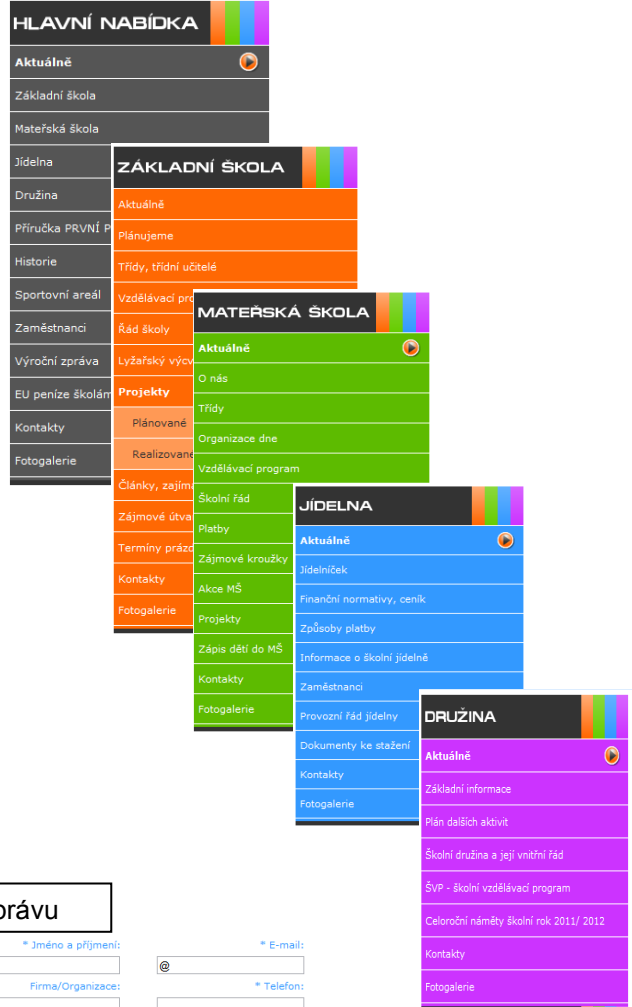 HLAVNÍ NABÍDKA
Aktuálně
Základní škola
Mateřská škola
Jídelna
Družina
Příručka PRVNÍ P
Historie
Sportovní areál
Zaměstnanci
Výroční zpráva
EU peníze školám
Kontakty
Fotogalerie
ZÁKLADNÍ ŠKOLA
Aktuálně
Plánujeme
Třídy, třídní učitelé
Vzdělávací pro
Řád školy
Lyžařský výcv
Projekty
Plánované
Realizované
Články, zajíma
Zájmové útva
Termíny prázd
Kontakty
Fotogalerie
MATEŘSKÁ ŠKOLA
Aktuálně
O nás
Třídy
Organizace dne
Vzdělávací program
Školní řád
Platby
Zájmové kroužky
Akce MŠ
Projekty
Zápis dětí do MŠ
Kontakty
Fotogalerie
JÍDELNA
Aktuálně
Jídelníček
Finanční normativy, ceník
Způsoby platby
Informace o školní jídelně
Zaměstnanci
Provozní řád jídelny
Dokumenty ke stažení
Kontakty
Fotogalerie
DRUŽINA
Aktuálně
Základní informace
Plán dalších aktivit
Školní družina a její vnitřní řád
ŠVP - školní vzdělávací program
Celoroční náměty školní rok 2011/ 2012
Kontakty
Fotogalerie
právu
* Jméno a příjmení: * E-mail:
@
Firma/Organizace: * Telefon: